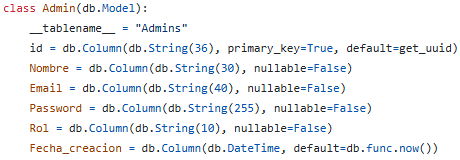 class Admin(db.Model):
    __tablename__ = "Admins"
    id = db.Column(db.String(36), primary_key=True, default=get_uuid)
    Nombre = db.Column(db.String(30), nullable=False)
    Email = db.Column(db.String(40), nullable=False)
    Password = db.Column(db.String(255), nullable=False)
    Rol = db.Column(db.String(10), nullable=False)
    Fecha_creacion = db.Column(db.DateTime, default=db.func.now())